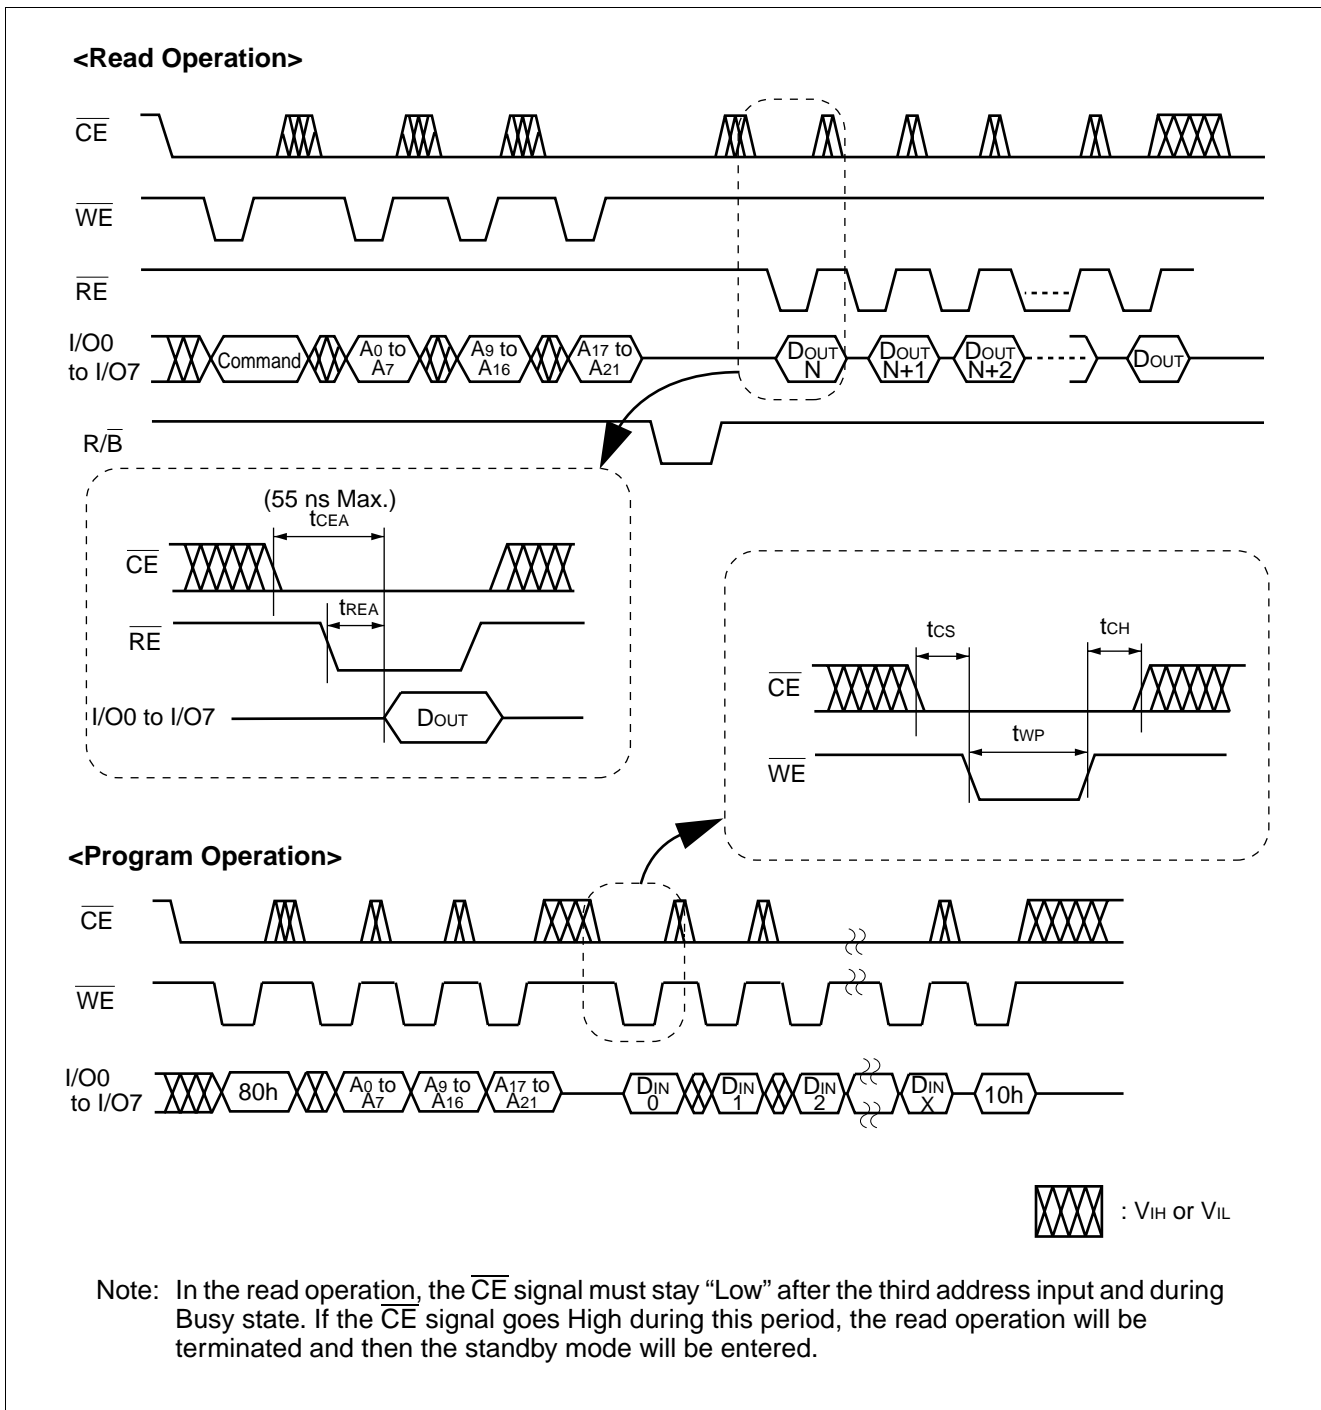 <Read Operation>
CE
WE
RE
I/O0
to I/O7
Command
A0 to
A7
A9 to
A16
A17 to
A21
DOUT
N
DOUT
N+1
DOUT
N+2
DOUT
R/B
(55 ns Max.)
tCEA
CE
tREA
RE
I/O0 to I/O7
DOUT
tCS
tCH
CE
tWP
WE
<Program Operation>
CE
WE
I/O0
to I/O7
80h
A0 to
A7
A9 to
A16
A17 to
A21
DIN
0
DIN
1
DIN
2
DIN
X
10h
: VIH or VIL
Note: In the read operation, the CE signal must stay “Low” after the third address input and during
Busy state. If the CE signal goes High during this period, the read operation will be
terminated and then the standby mode will be entered.